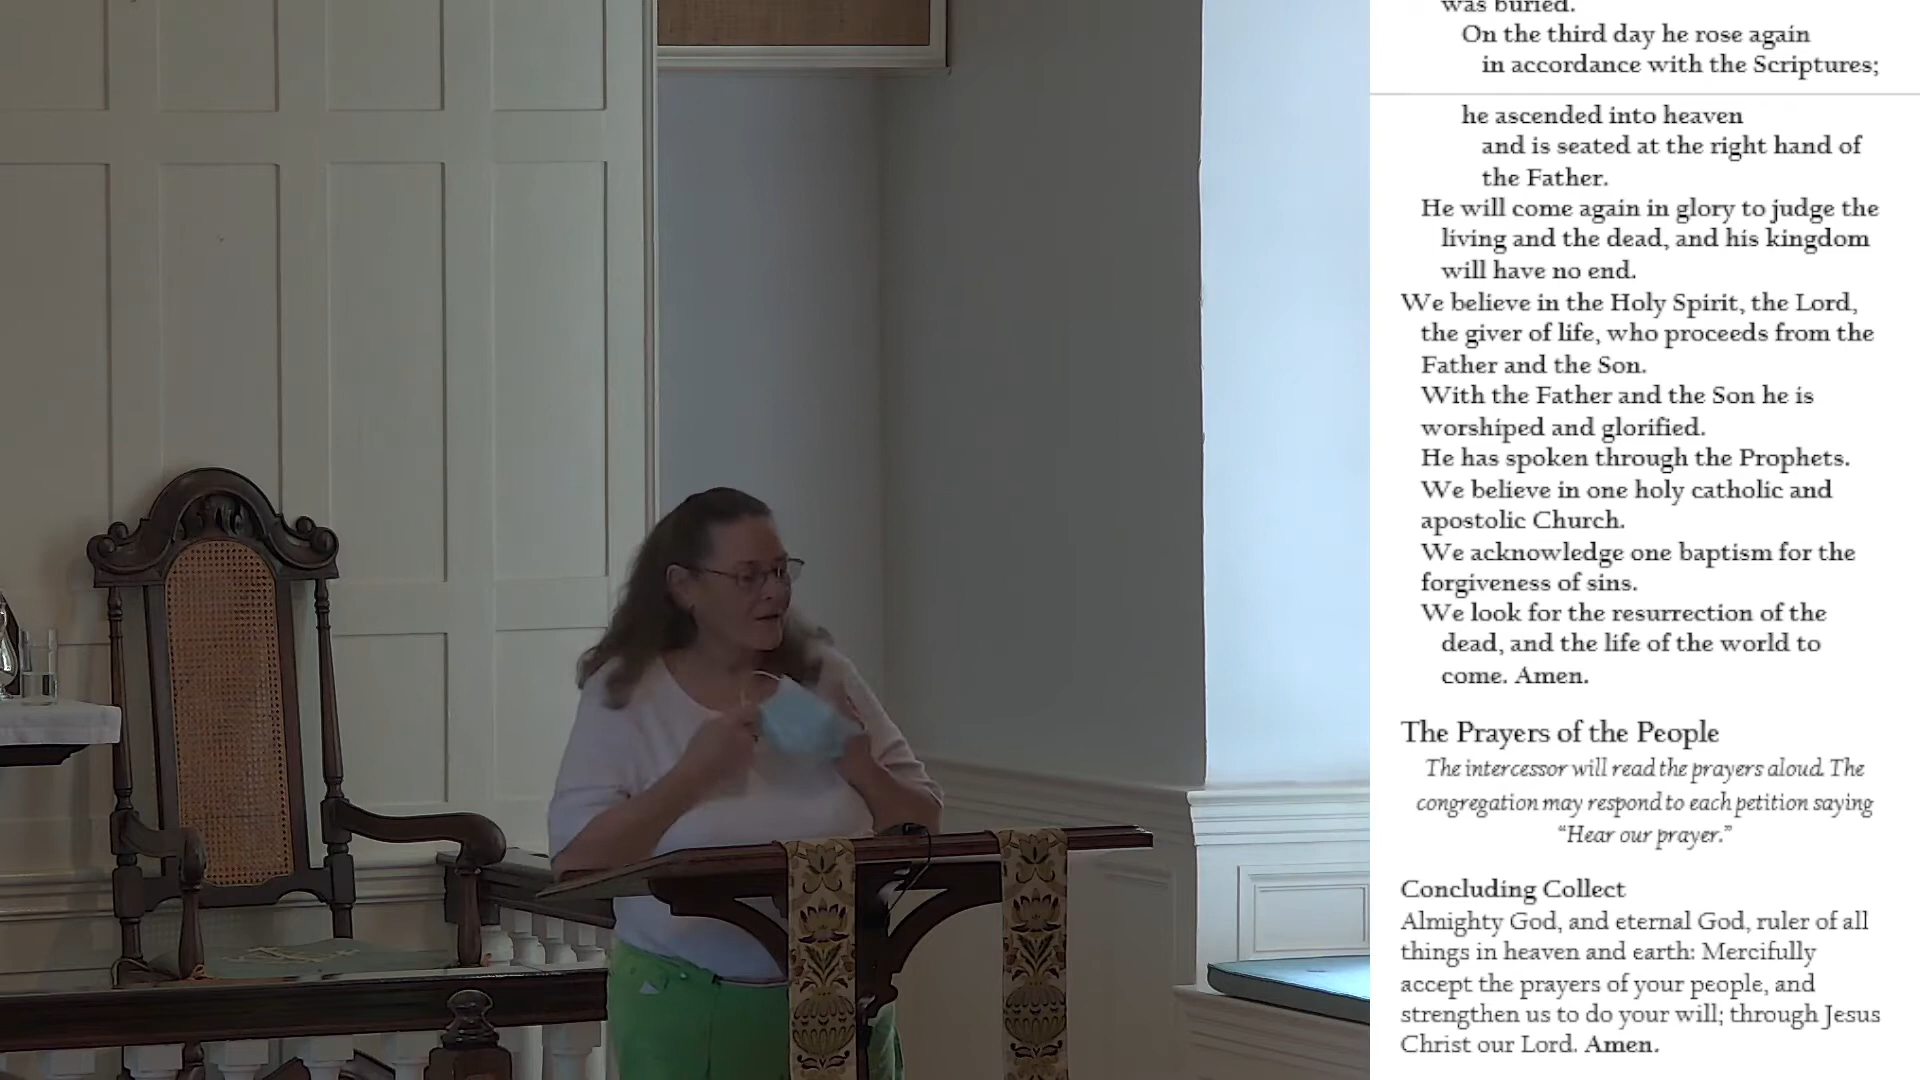 was buried.
On the third day he rose again
in accordance with the Scriptures;
he ascended into heaven
and is seated at the right hand of
the Father.
He will come again in glory to judge the
living and the dead, and his kingdom
will have no end.
We believe in the Holy Spirit, the Lord,
the giver of life, who proceeds from the
Father and the Son.
With the Father and the Son he is
worshiped and glorified.
He has spoken through the Prophets.
We believe in one holy catholic and
apostolic Church.
We acknowledge one baptism for the
forgiveness of sins.
We look for the resurrection of the
dead, and the life of the world to
come. Amen.
The Prayers of the People
The intercessor will read the prayers aloud. The
congregation may respond to each petition saying
“Hear our prayer.”
Concluding Collect
Almighty God, and eternal God, ruler of all
things in heaven and earth: Mercifully
accept the prayers of your people, and
strengthen us to do your will; through Jesus
Christ our Lord. Amen.